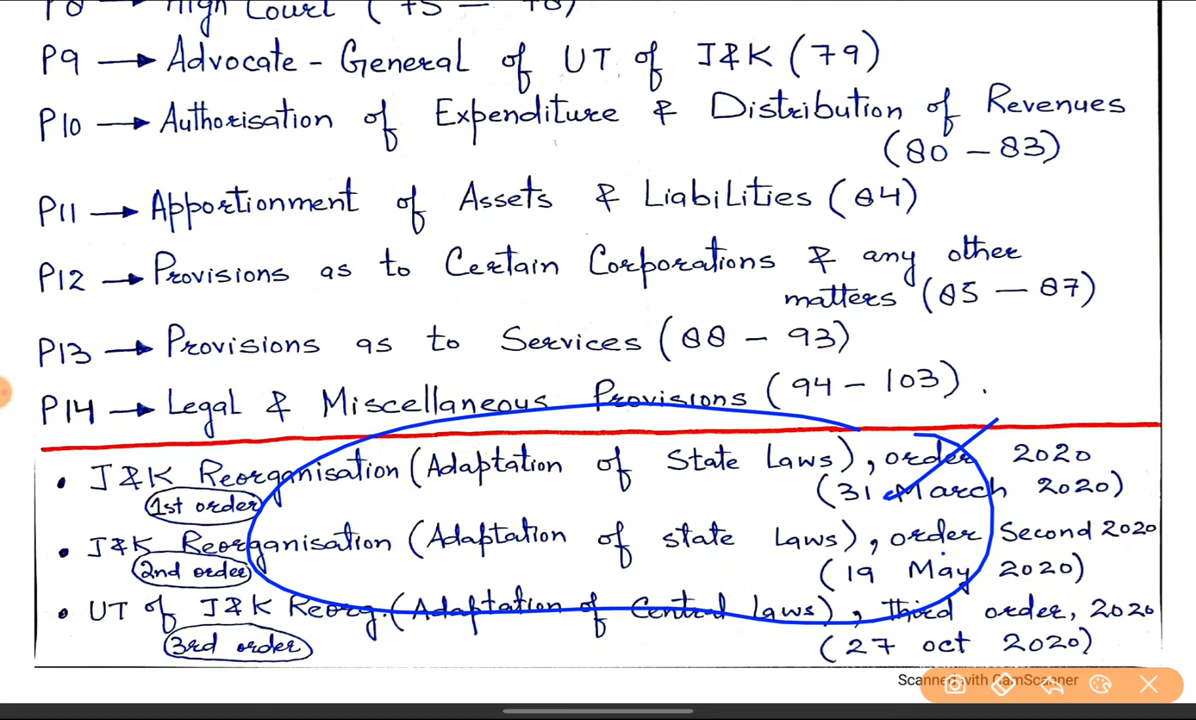 P8 → High Court (75 – 78)
P9 → Advocate - General of UT of J&K (79)
P10 → Authorisation of Expenditure & Distribution of Revenues
(80 – 83)
P11 → Apportionment of Assets & Liabilities (84)
P12 → Provisions as to Certain Corporations & any other
matters (85 – 87)
P13 → Provisions as to Services (88 – 93)
P14 → Legal & Miscellaneous Provisions (94 – 103).
• J&K Reorganisation (Adaptation of State Laws), order 2020
1st order (31 March 2020)
• J&K Reorganisation (Adaptation of state Laws), order Second 2020
2nd order (19 May 2020)
• UT of J&K Reorg. (Adaptation of Central Laws), third order, 2020
3rd order (27 oct 2020)
Scanned with CamScanner